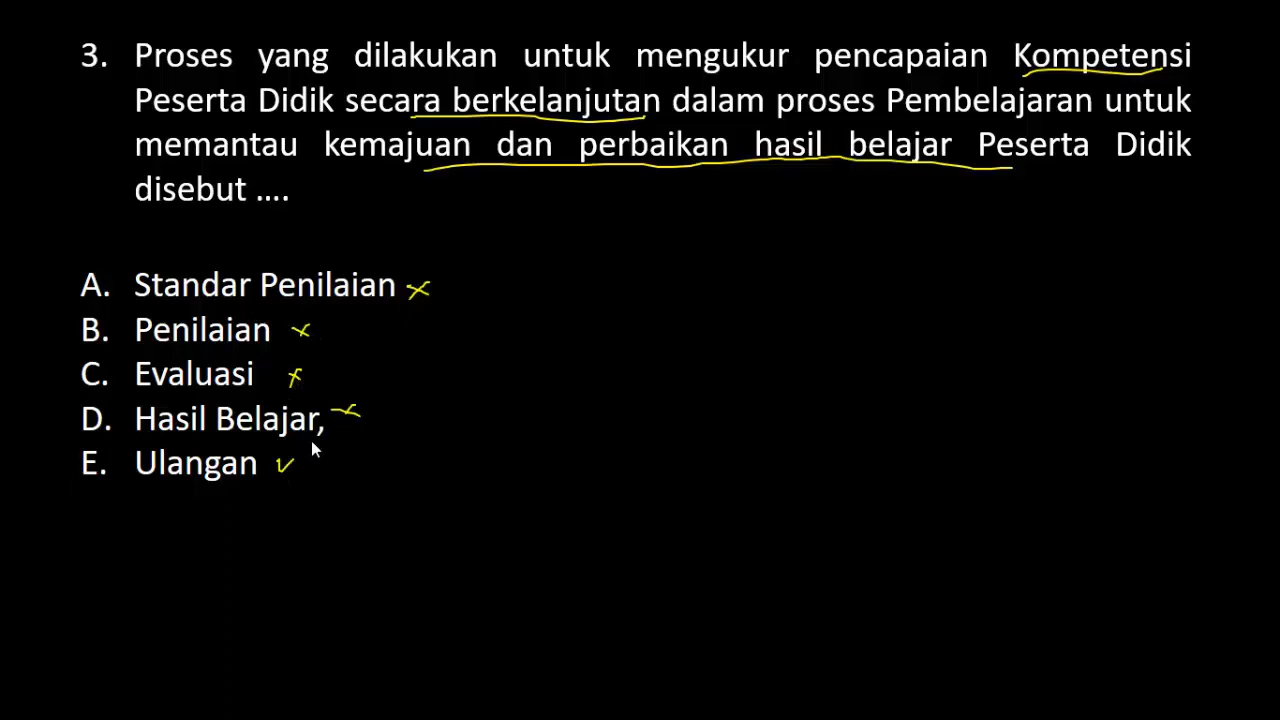 3. Proses yang dilakukan untuk mengukur pencapaian Kompetensi
Peserta Didik secara berkelanjutan dalam proses Pembelajaran untuk
memantau kemajuan dan perbaikan hasil belajar Peserta Didik
disebut ....
A. Standar Penilaian
B. Penilaian
C. Evaluasi
D. Hasil Belajar,
E. Ulangan